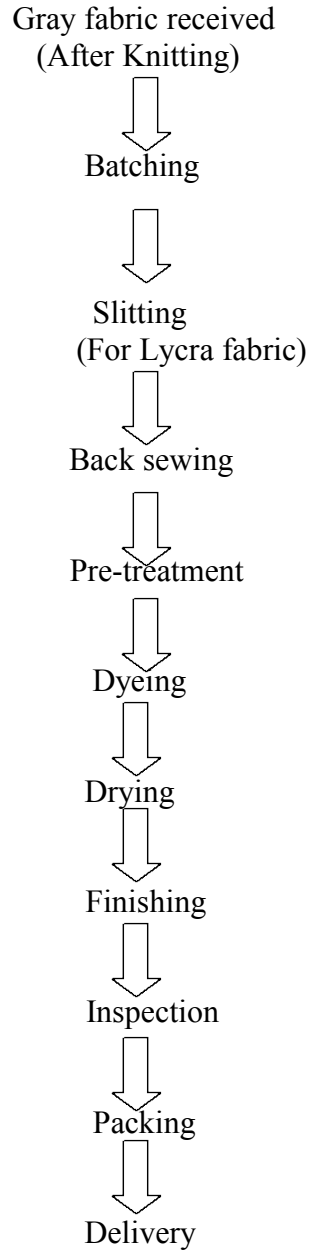 Gray fabric received
(After Knitting)
Batching
Slitting
(For Lycra fabric)
Back sewing
Pre-treatment
Dyeing
Drying
Finishing
Inspection
Packing
Delivery